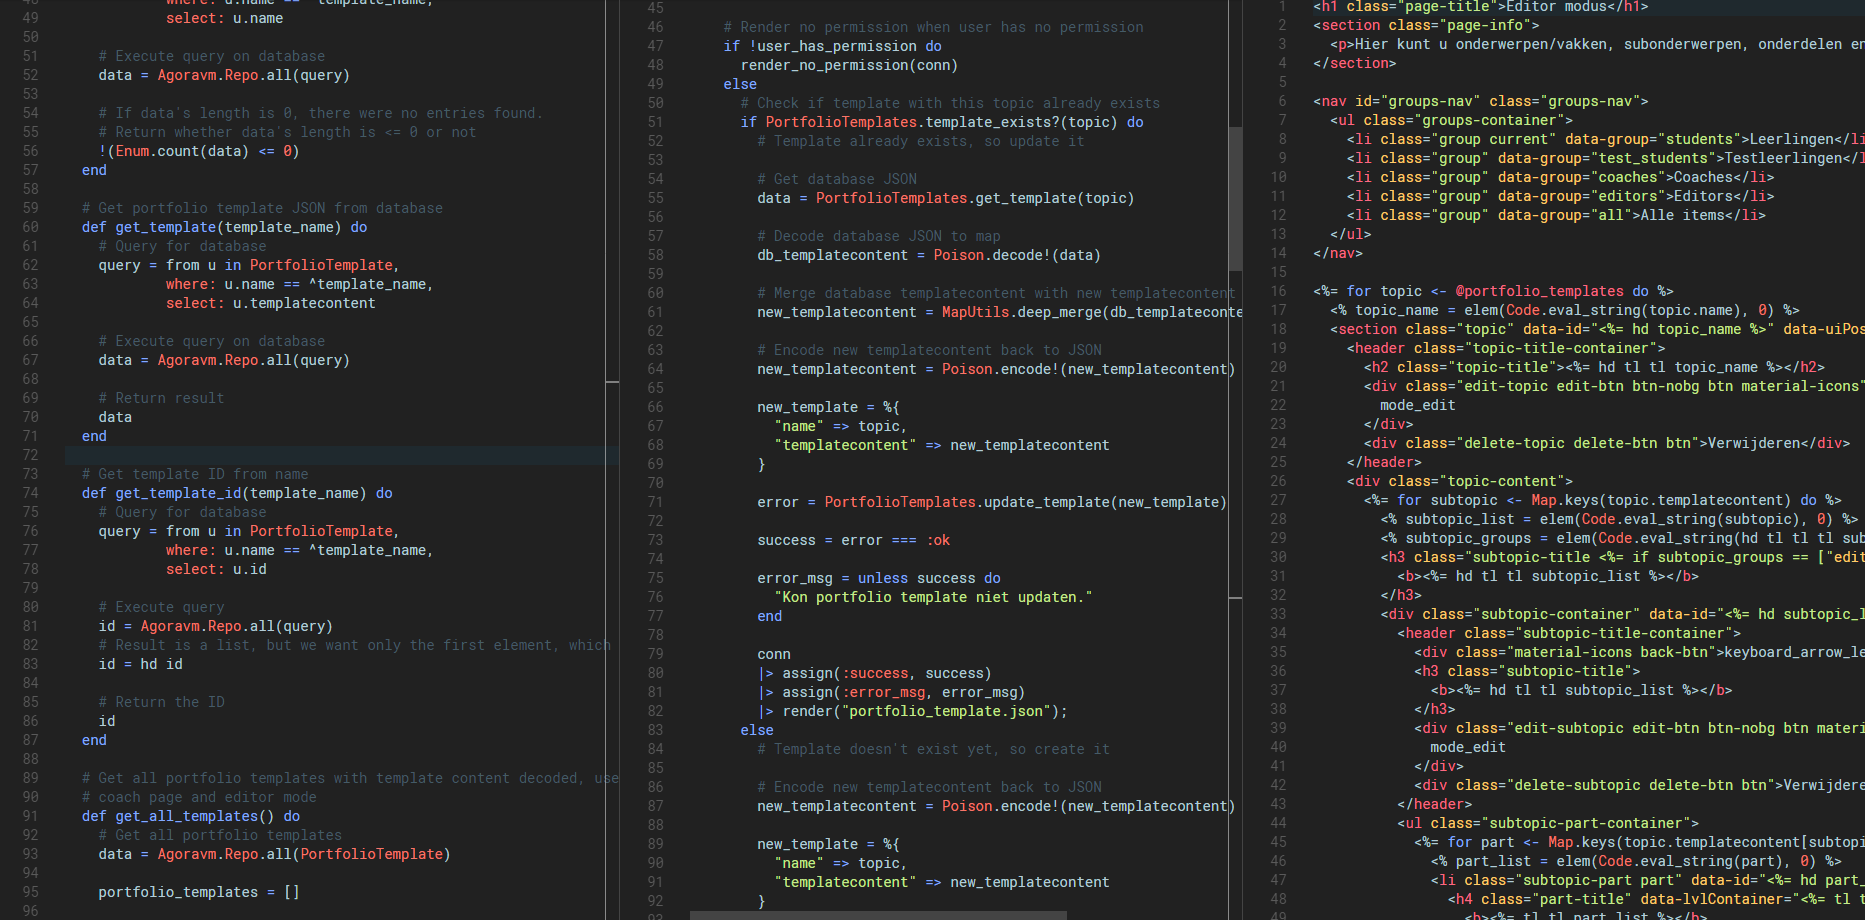 48 where: u.name == ^template_name,
49 select: u.name
50
51 # Execute query on database
52 data = Agoravm.Repo.all(query)
53
54 # If data's length is 0, there were no entries found.
55 # Return whether data's length is <= 0 or not
56 !(Enum.count(data) <= 0)
57 end
58
59 # Get portfolio template JSON from database
60 def get_template(template_name) do
61 # Query for database
62 query = from u in PortfolioTemplate,
63 where: u.name == ^template_name,
64 select: u.templatecontent
65
66 # Execute query on database
67 data = Agoravm.Repo.all(query)
68
69 # Return result
70 data
71 end
72
73 # Get template ID from name
74 def get_template_id(template_name) do
75 # Query for database
76 query = from u in PortfolioTemplate,
77 where: u.name == ^template_name,
78 select: u.id
79
80 # Execute query
81 id = Agoravm.Repo.all(query)
82 # Result is a list, but we want only the first element, which
83 id = hd id
84
85 # Return the ID
86 id
87 end
88
89 # Get all portfolio templates with template content decoded, use
90 # coach page and editor mode
91 def get_all_templates() do
92 # Get all portfolio templates
93 data = Agoravm.Repo.all(PortfolioTemplate)
94
95 portfolio_templates = []
96
45
46 # Render no permission when user has no permission
47 if !user_has_permission do
48 render_no_permission(conn)
49 else
50 # Check if template with this topic already exists
51 if PortfolioTemplates.template_exists?(topic) do
52 # Template already exists, so update it
53
54 # Get database JSON
55 data = PortfolioTemplates.get_template(topic)
56
57 # Decode database JSON to map
58 db_templatecontent = Poison.decode!(data)
59
60 # Merge database templatecontent with new templatecontent
61 new_templatecontent = MapUtils.deep_merge(db_templateconte
62
63 # Encode new templatecontent back to JSON
64 new_templatecontent = Poison.encode!(new_templatecontent)
65
66 new_template = %{
67 "name" => topic,
68 "templatecontent" => new_templatecontent
69 }
70
71 error = PortfolioTemplates.update_template(new_template)
72
73 success = error === :ok
74
75 error_msg = unless success do
76 "Kon portfolio template niet updaten."
77 end
78
79 conn
80 |> assign(:success, success)
81 |> assign(:error_msg, error_msg)
82 |> render("portfolio_template.json");
83 else
84 # Template doesn't exist yet, so create it
85
86 # Encode new templatecontent back to JSON
87 new_templatecontent = Poison.encode!(new_templatecontent)
88
89 new_template = %{
90 "name" => topic,
91 "templatecontent" => new_templatecontent
92 }
93
1 <h1 class="page-title">Editor modus</h1>
2 <section class="page-info">
3 <p>Hier kunt u onderwerpen/vakken, subonderwerpen, onderdelen en
4 </section>
5
6 <nav id="groups-nav" class="groups-nav">
7 <ul class="groups-container">
8 <li class="group current" data-group="students">Leerlingen</li
9 <li class="group" data-group="test_students">Testleerlingen</l
10 <li class="group" data-group="coaches">Coaches</li>
11 <li class="group" data-group="editors">Editors</li>
12 <li class="group" data-group="all">Alle items</li>
13 </ul>
14 </nav>
15
16 <%= for topic <- @portfolio_templates do %>
17 <% topic_name = elem(Code.eval_string(topic.name), 0) %>
18 <section class="topic" data-id="<%= hd topic_name %>" data-uiPos
19 <header class="topic-title-container">
20 <h2 class="topic-title"><%= hd tl tl topic_name %></h2>
21 <div class="edit-topic edit-btn btn-nobg btn material-icons"
22 mode_edit
23 </div>
24 <div class="delete-topic delete-btn btn">Verwijderen</div>
25 </header>
26 <div class="topic-content">
27 <%= for subtopic <- Map.keys(topic.templatecontent) do %>
28 <% subtopic_list = elem(Code.eval_string(subtopic), 0) %>
29 <% subtopic_groups = elem(Code.eval_string(hd tl tl tl sub
30 <h3 class="subtopic-title <%= if subtopic_groups == ["edit
31 <b><%= hd tl tl subtopic_list %></b>
32 </h3>
33 <div class="subtopic-container" data-id="<%= hd subtopic_l
34 <header class="subtopic-title-container">
35 <div class="material-icons back-btn">keyboard_arrow_le
36 <h3 class="subtopic-title">
37 <b><%= hd tl tl subtopic_list %></b>
38 </h3>
39 <div class="edit-subtopic edit-btn btn-nobg btn materi
40 mode_edit
41 </div>
42 <div class="delete-subtopic delete-btn btn">Verwijdere
43 </header>
44 <ul class="subtopic-part-container">
45 <%= for part <- Map.keys(topic.templatecontent[subtopi
46 <% part_list = elem(Code.eval_string(part), 0) %>
47 <li class="subtopic-part part" data-id="<%= hd part_
48 <h4 class="part-title" data-lvlContainer="<%= tl t
49 <b><%= tl tl part_list %></b>